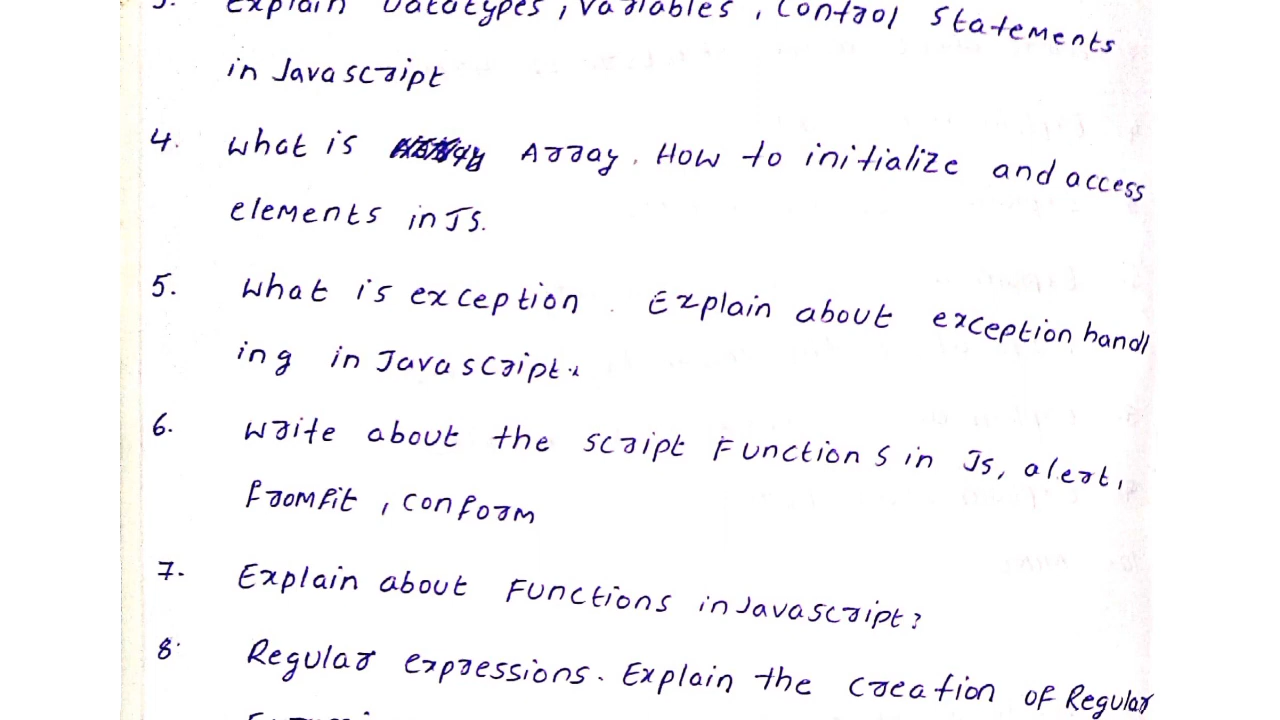 3. Explain Datatypes, Variables, Control Statements
in Javascript
4. what is Array. How to initialize and access
elements in JS.
5. what is exception. Explain about exception handl
ing in Javascript.
6. write about the script Functions in Js, alert,
fromfit, conform
7. Explain about Functions in Javascript?
8. Regular expressions. Explain the creation of Regular